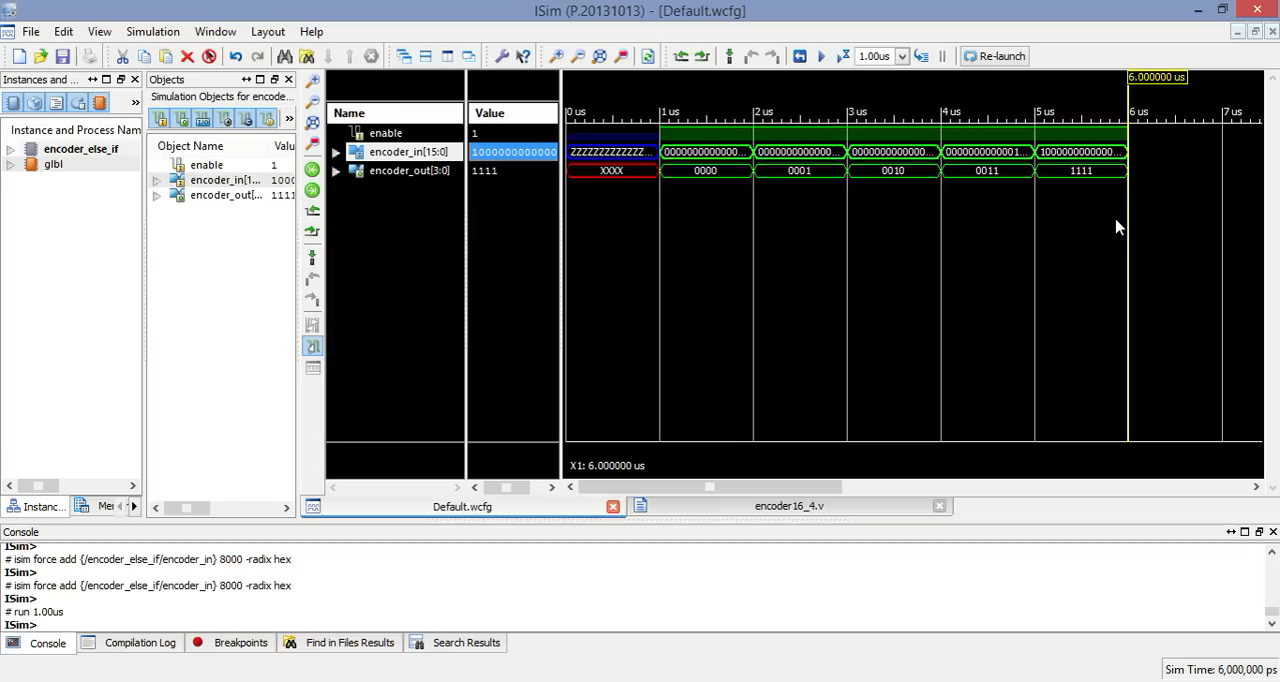 ISim (P.20131013) - [Default.wcfg]
File Edit View Simulation Window Layout Help
1.00us Re-launch
Instances and ...
Objects
Simulation Objects for encode...
Instance and Process Nam
encoder_else_if
glbl
Object Name Valu
enable 1
encoder_in[1... 1000
encoder_out[... 1111
Name Value
enable 1
encoder_in[15:0] 1000000000000
encoder_out[3:0] 1111
6.000000 us
0 us 1 us 2 us 3 us 4 us 5 us 6 us 7 us
ZZZZZZZZZZZZZ... 0000000000000... 000000000000... 000000000000... 0000000000001... 1000000000000...
XXXX 0000 0001 0010 0011 1111
X1: 6.000000 us
Instanc... Mer
Default.wcfg encoder16_4.v
Console
ISim>
# isim force add {/encoder_else_if/encoder_in} 8000 -radix hex
ISim>
# isim force add {/encoder_else_if/encoder_in} 8000 -radix hex
ISim>
# run 1.00us
ISim>
Console Compilation Log Breakpoints Find in Files Results Search Results
Sim Time: 6,000,000 ps